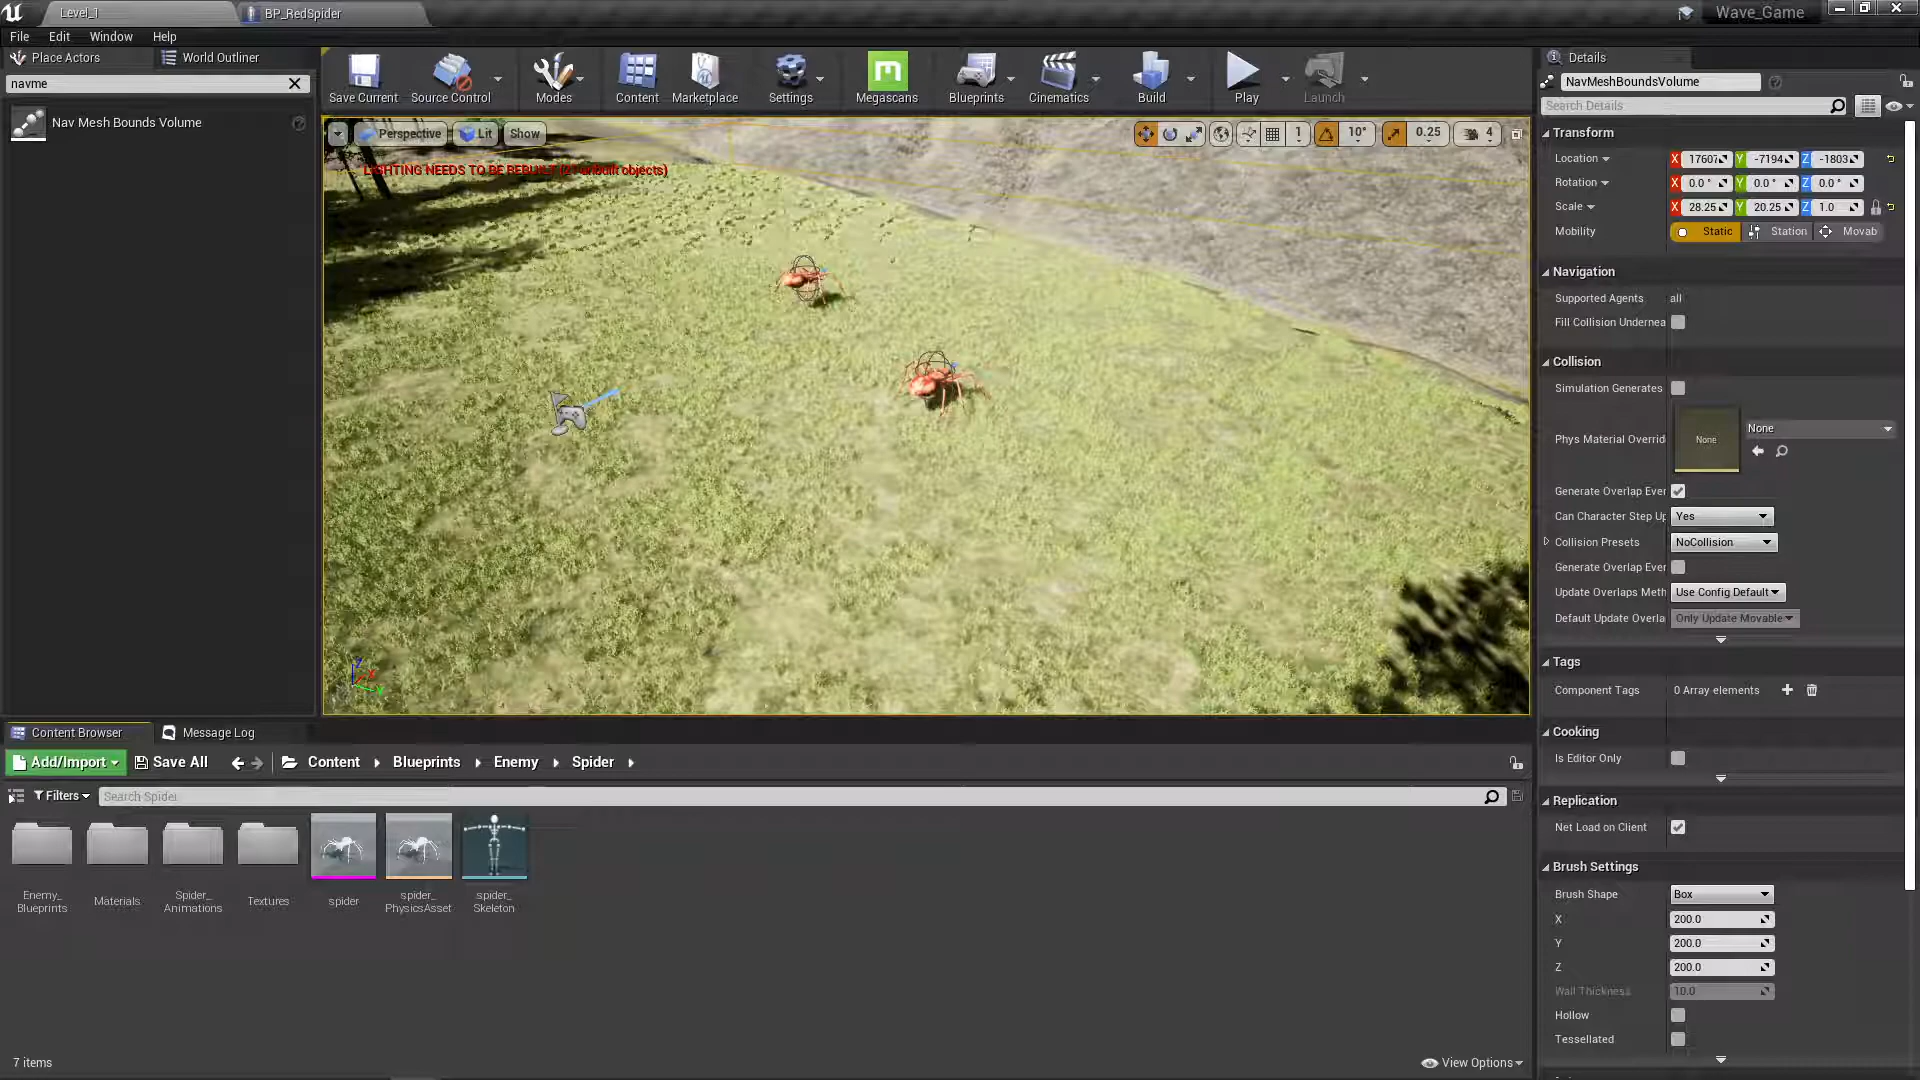 Level_1
BP_RedSpider
Wave_Game
File
Edit
Window
Help
Place Actors
World Outliner
navme
Nav Mesh Bounds Volume
Save Current
Source Control
Modes
Content
Marketplace
Settings
Megascans
Blueprints
Cinematics
Build
Play
Launch
Perspective
Lit
Show
1
10°
0.25
4
LIGHTING NEEDS TO BE REBUILT (21 unbuilt objects)
Details
NavMeshBoundsVolume
Search Details
Transform
Location
X 17607 Y -7194 Z -1803
Rotation
X 0.0 ° Y 0.0 ° Z 0.0 °
Scale
X 28.25 Y 20.25 Z 1.0
Mobility
Static
Station
Movab
Navigation
Supported Agents all
Fill Collision Undernea
Collision
Simulation Generates
Phys Material Overrid
None
None
Generate Overlap Ever
Can Character Step Up
Yes
Collision Presets
NoCollision
Generate Overlap Ever
Update Overlaps Meth
Use Config Default
Default Update Overla
Only Update Movable
Tags
Component Tags
0 Array elements
Cooking
Is Editor Only
Replication
Net Load on Client
Brush Settings
Brush Shape
Box
X 200.0
Y 200.0
Z 200.0
Wall Thickness 10.0
Hollow
Tessellated
Content Browser
Message Log
Add/Import
Save All
Content
Blueprints
Enemy
Spider
Filters
Search Spider
Enemy_
Blueprints
Materials
Spider_
Animations
Textures
spider
spider_
PhysicsAsset
spider_
Skeleton
7 items
View Options
Z
X
Y